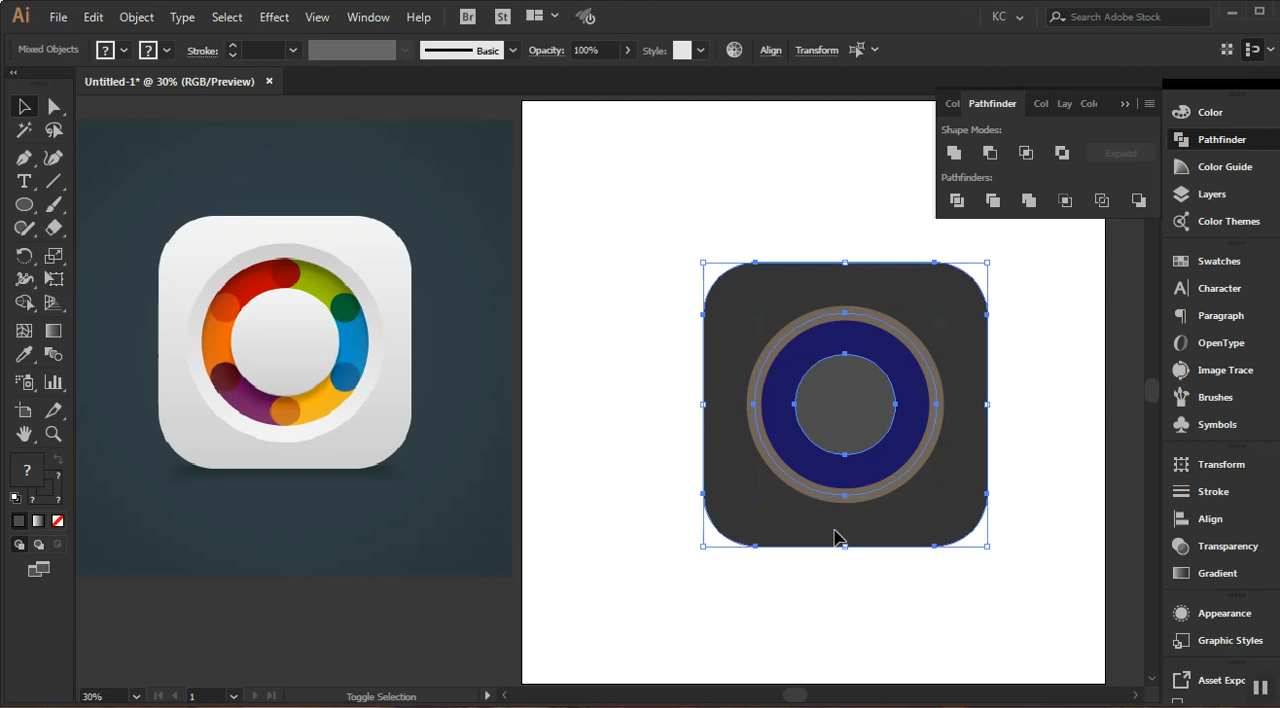 Ai File Edit Object Type Select Effect View Window Help Br St KC Search Adobe Stock
Mixed Objects ? ? Stroke: Basic Opacity: 100% Style: Align Transform
Untitled-1* @ 30% (RGB/Preview) ×
Col Pathfinder Col Lay Colo
Shape Modes:
Expand
Pathfinders:
Color
Pathfinder
Color Guide
Layers
Color Themes
Swatches
Character
Paragraph
OpenType
Image Trace
Brushes
Symbols
Transform
Stroke
Align
Transparency
Gradient
Appearance
Graphic Styles
Asset Expo
T
?
?
? ?
30% 1 Toggle Selection